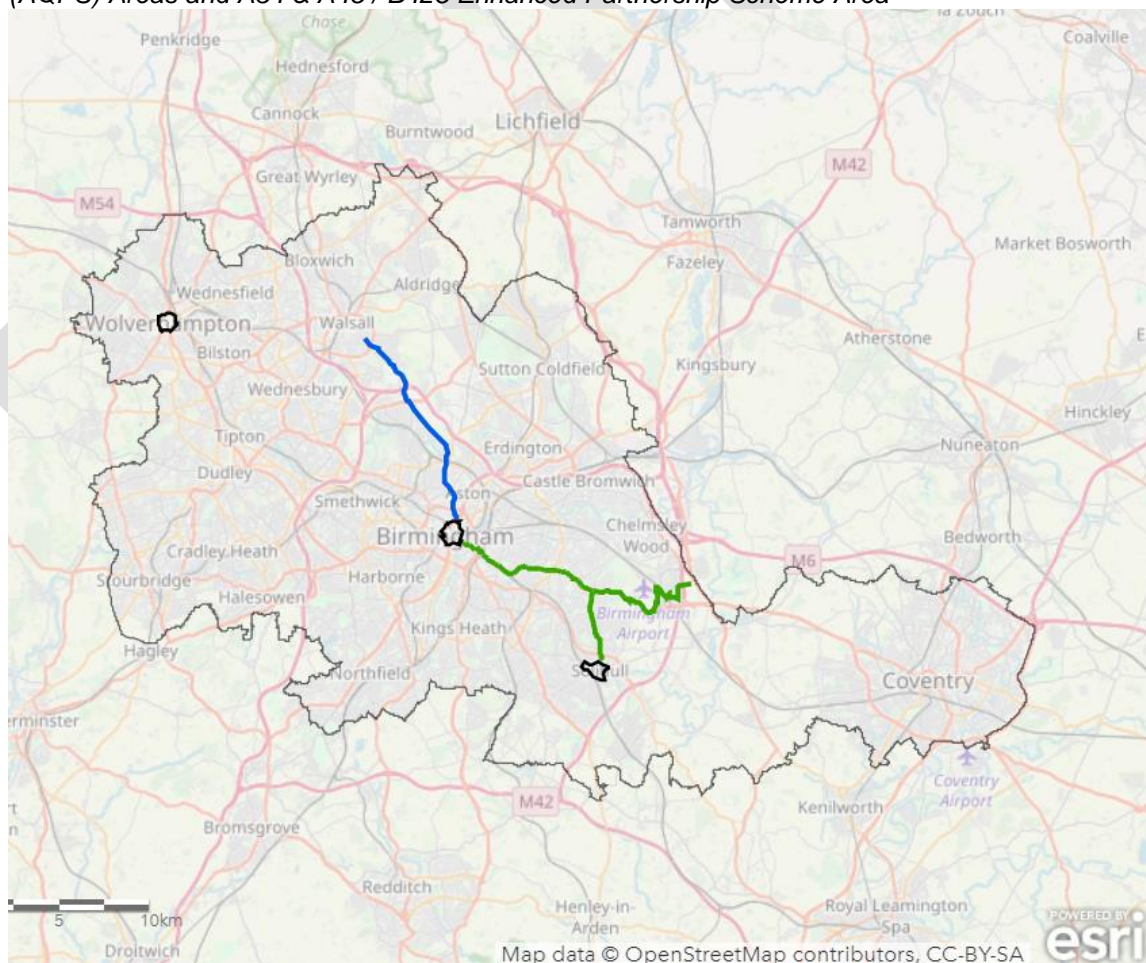 (AQPS) Areas and A34 & A45 / B425 Enhanced Partnership Scheme Area
Chase
la Zouch
Penkridge
Coalville
Hednesford
Cannock
Lichfield
Burntwood
M42
Great Wyrley
M54
Tamworth
Market Bosworth
Bloxwich
Fazeley
Aldridge
Wednesfield
Wolverhampton
Walsall
Atherstone
Bilston
Kingsbury
Sutton Coldfield
Wednesbury
Hinckley
Tipton
Erdington
Nuneaton
Dudley
Castle Bromwich
Smethwick
Aston
Chelmsley
Wood
Birmingham
Bedworth
Cradley Heath
M6
Harborne
Stourbridge
Halesowen
Birmingham
Airport
Kings Heath
Hagley
Northfield
Solihull
Coventry
Coventry
Airport
M42
Kenilworth
Bromsgrove
Redditch
5
10km
Henley-in-
Arden
Royal Leamington
Spa
Droitwich
POWERED BY
esri
Map data © OpenStreetMap contributors, CC-BY-SA